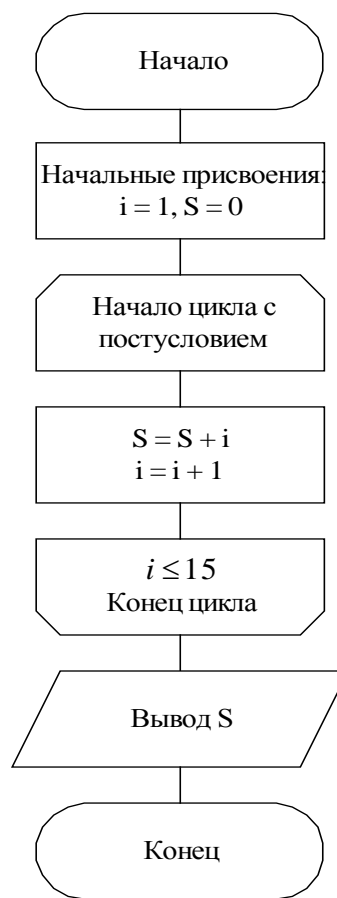 Начало
Начальные присвоения:
i = 1, S = 0
Начало цикла с
постусловием
S = S + i
i = i + 1
i ≤ 15
Конец цикла
Вывод S
Конец